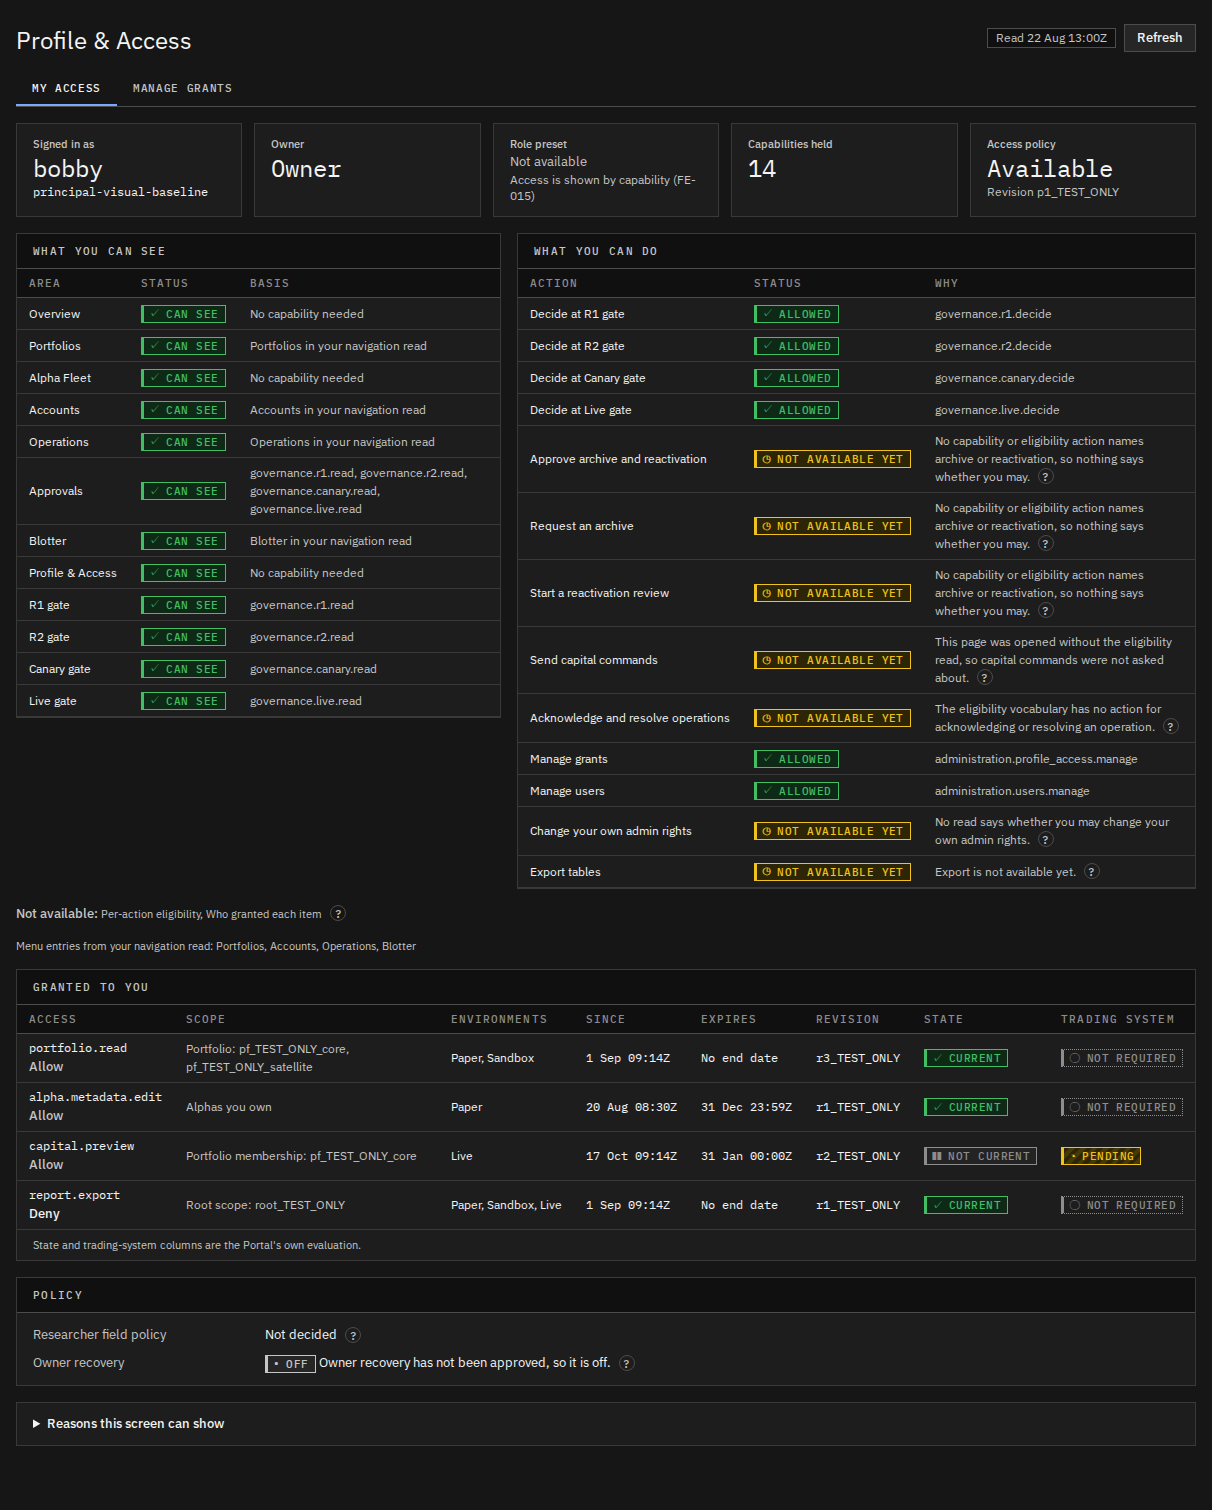 Profile & Access
Read 22 Aug 13:00Z
Refresh
MY ACCESS
MANAGE GRANTS
Signed in as
bobby
principal-visual-baseline
Owner
Owner
Role preset
Not available
Access is shown by capability (FE-
015)
Capabilities held
14
Access policy
Available
Revision p1_TEST_ONLY
WHAT YOU CAN SEE
AREA STATUS BASIS
Overview ✓ CAN SEE No capability needed
Portfolios ✓ CAN SEE Portfolios in your navigation read
Alpha Fleet ✓ CAN SEE No capability needed
Accounts ✓ CAN SEE Accounts in your navigation read
Operations ✓ CAN SEE Operations in your navigation read
Approvals ✓ CAN SEE governance.r1.read, governance.r2.read,
governance.canary.read,
governance.live.read
Blotter ✓ CAN SEE Blotter in your navigation read
Profile & Access ✓ CAN SEE No capability needed
R1 gate ✓ CAN SEE governance.r1.read
R2 gate ✓ CAN SEE governance.r2.read
Canary gate ✓ CAN SEE governance.canary.read
Live gate ✓ CAN SEE governance.live.read
WHAT YOU CAN DO
ACTION STATUS WHY
Decide at R1 gate ✓ ALLOWED governance.r1.decide
Decide at R2 gate ✓ ALLOWED governance.r2.decide
Decide at Canary gate ✓ ALLOWED governance.canary.decide
Decide at Live gate ✓ ALLOWED governance.live.decide
Approve archive and reactivation ◷ NOT AVAILABLE YET No capability or eligibility action names
archive or reactivation, so nothing says
whether you may. ?
Request an archive ◷ NOT AVAILABLE YET No capability or eligibility action names
archive or reactivation, so nothing says
whether you may. ?
Start a reactivation review ◷ NOT AVAILABLE YET No capability or eligibility action names
archive or reactivation, so nothing says
whether you may. ?
Send capital commands ◷ NOT AVAILABLE YET This page was opened without the eligibility
read, so capital commands were not asked
about. ?
Acknowledge and resolve operations ◷ NOT AVAILABLE YET The eligibility vocabulary has no action for
acknowledging or resolving an operation. ?
Manage grants ✓ ALLOWED administration.profile_access.manage
Manage users ✓ ALLOWED administration.users.manage
Change your own admin rights ◷ NOT AVAILABLE YET No read says whether you may change your
own admin rights. ?
Export tables ◷ NOT AVAILABLE YET Export is not available yet. ?
Not available: Per-action eligibility, Who granted each item ?
Menu entries from your navigation read: Portfolios, Accounts, Operations, Blotter
GRANTED TO YOU
ACCESS SCOPE ENVIRONMENTS SINCE EXPIRES REVISION STATE TRADING SYSTEM
portfolio.read
Allow
Portfolio: pf_TEST_ONLY_core,
pf_TEST_ONLY_satellite
Paper, Sandbox 1 Sep 09:14Z No end date r3_TEST_ONLY ✓ CURRENT ○ NOT REQUIRED
alpha.metadata.edit
Allow
Alphas you own Paper 20 Aug 08:30Z 31 Dec 23:59Z r1_TEST_ONLY ✓ CURRENT ○ NOT REQUIRED
capital.preview
Allow
Portfolio membership: pf_TEST_ONLY_core Live 17 Oct 09:14Z 31 Jan 00:00Z r2_TEST_ONLY NOT CURRENT • PENDING
report.export
Deny
Root scope: root_TEST_ONLY Paper, Sandbox, Live 1 Sep 09:14Z No end date r1_TEST_ONLY ✓ CURRENT ○ NOT REQUIRED
State and trading-system columns are the Portal's own evaluation.
POLICY
Researcher field policy Not decided ?
Owner recovery • OFF Owner recovery has not been approved, so it is off. ?
▶ Reasons this screen can show